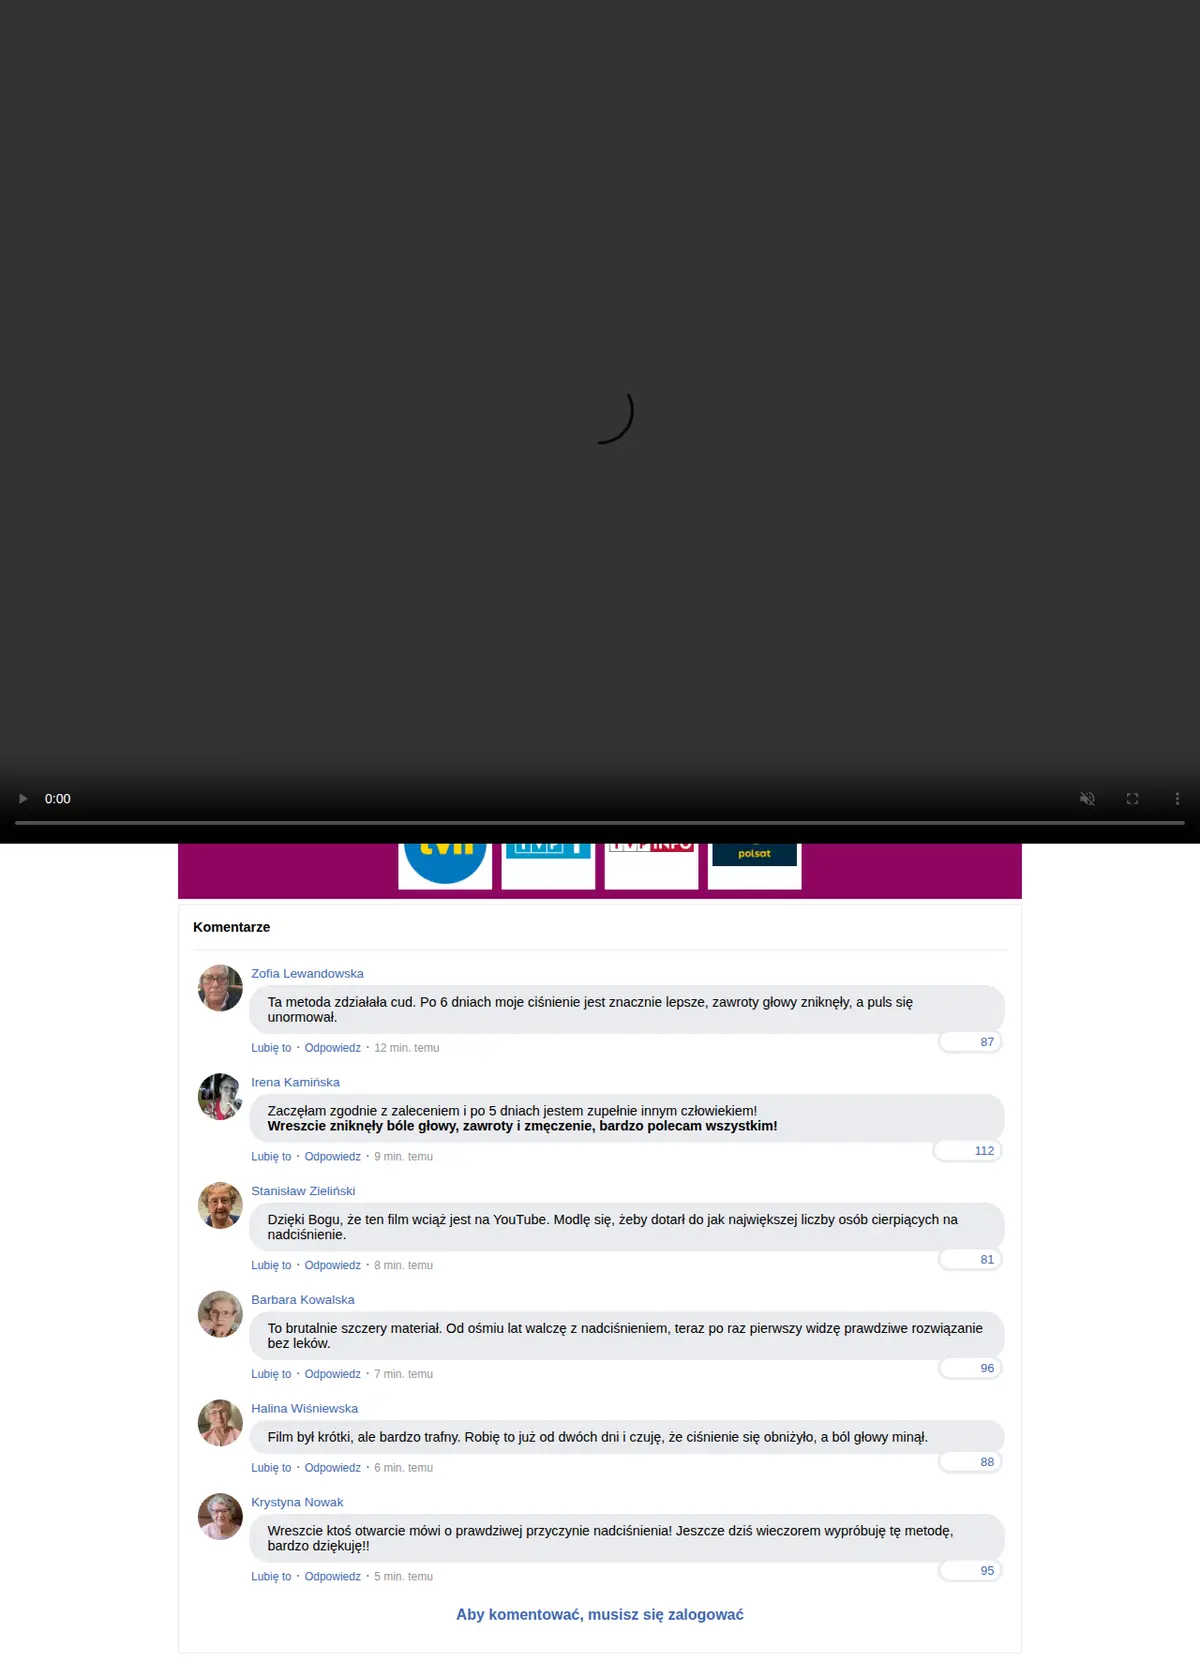 0:00
polsat
Komentarze
Zofia Lewandowska
Ta metoda zdziałała cud. Po 6 dniach moje ciśnienie jest znacznie lepsze, zawroty głowy zniknęły, a puls się
unormował.
87
Lubię to · Odpowiedz · 12 min. temu
Irena Kamińska
Zaczęłam zgodnie z zaleceniem i po 5 dniach jestem zupełnie innym człowiekiem!
Wreszcie zniknęły bóle głowy, zawroty i zmęczenie, bardzo polecam wszystkim!
112
Lubię to · Odpowiedz · 9 min. temu
Stanisław Zieliński
Dzięki Bogu, że ten film wciąż jest na YouTube. Modlę się, żeby dotarł do jak największej liczby osób cierpiących na
nadciśnienie.
81
Lubię to · Odpowiedz · 8 min. temu
Barbara Kowalska
To brutalnie szczery materiał. Od ośmiu lat walczę z nadciśnieniem, teraz po raz pierwszy widzę prawdziwe rozwiązanie
bez leków.
96
Lubię to · Odpowiedz · 7 min. temu
Halina Wiśniewska
Film był krótki, ale bardzo trafny. Robię to już od dwóch dni i czuję, że ciśnienie się obniżyło, a ból głowy minął.
88
Lubię to · Odpowiedz · 6 min. temu
Krystyna Nowak
Wreszcie ktoś otwarcie mówi o prawdziwej przyczynie nadciśnienia! Jeszcze dziś wieczorem wypróbuję tę metodę,
bardzo dziękuję!!
95
Lubię to · Odpowiedz · 5 min. temu
Aby komentować, musisz się zalogować